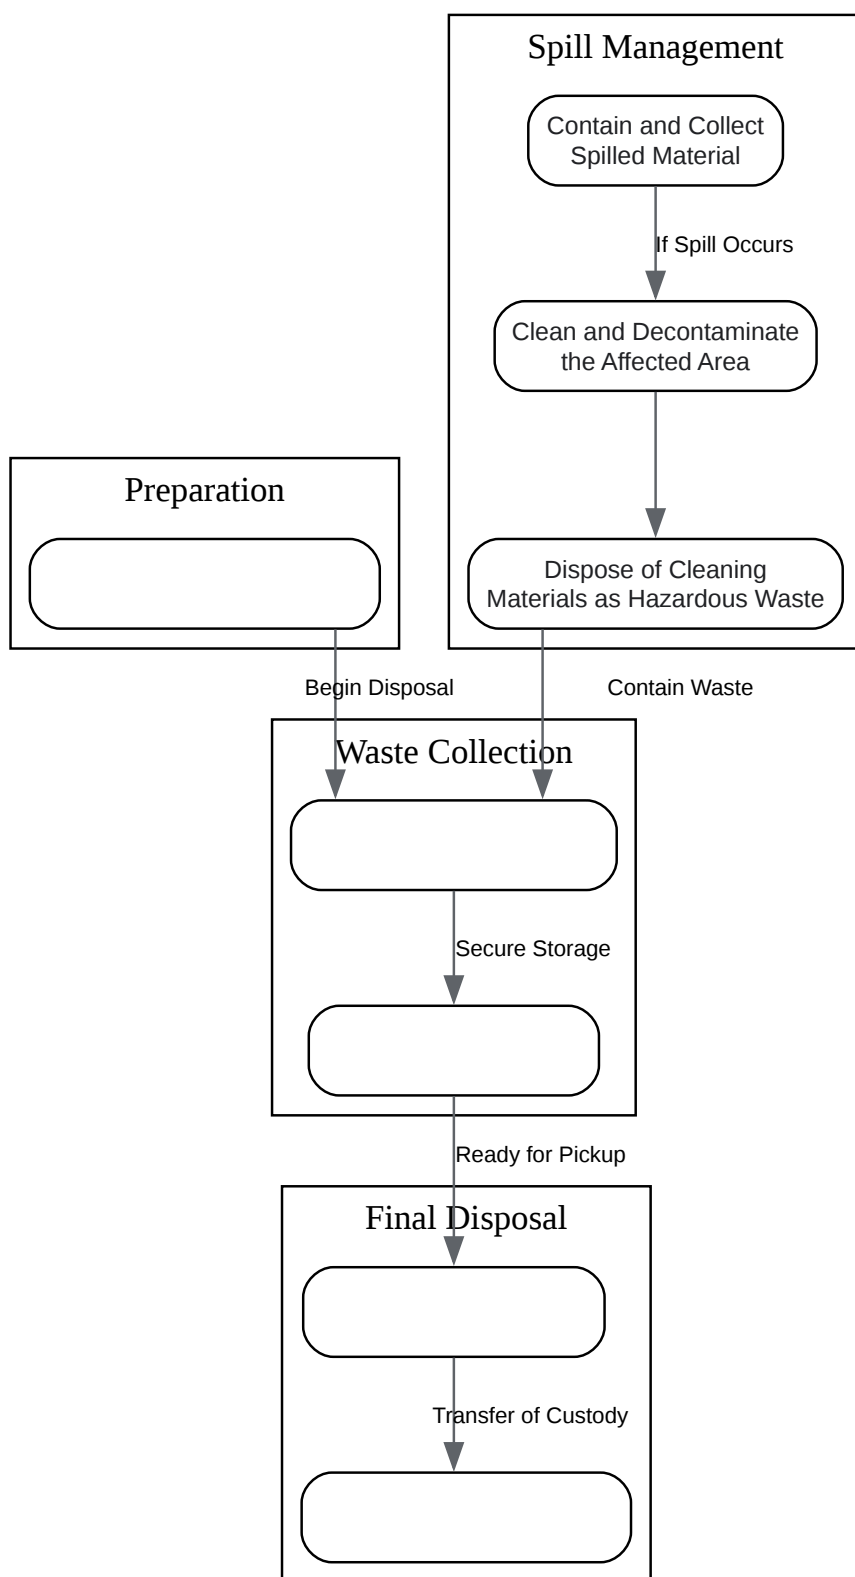 Spill Management
Contain and Collect
Spilled Material
If Spill Occurs
Clean and Decontaminate
the Affected Area
Preparation
Dispose of Cleaning
Materials as Hazardous Waste
Begin Disposal
Contain Waste
Waste Collection
Secure Storage
Ready for Pickup
Final Disposal
Transfer of Custody